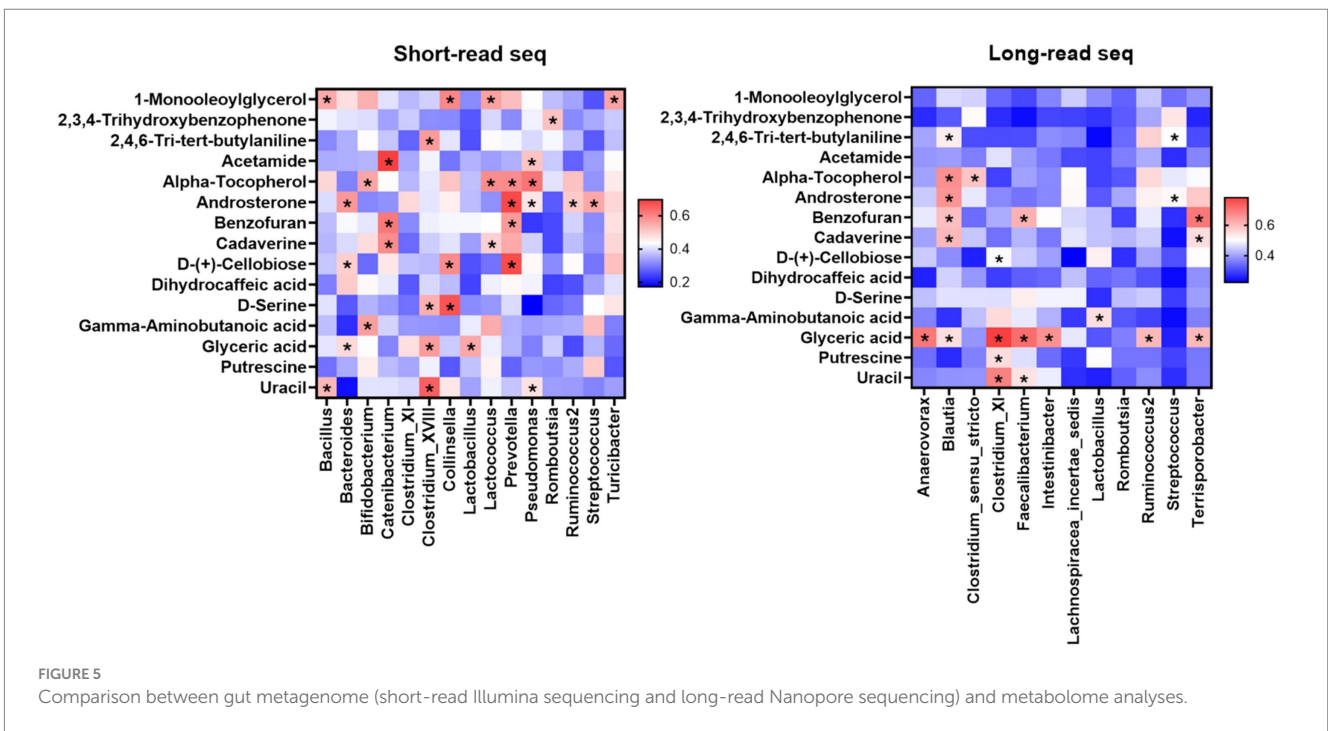 Short-read seq
1-Monooleoylglycerol
2,3,4-Trihydroxybenzophenone
2,4,6-Tri-tert-butylaniline
Acetamide
Alpha-Tocopherol
Androsterone
Benzofuran
Cadaverine
D-(+)-Cellobiose
Dihydrocaffeic acid
D-Serine
Gamma-Aminobutanoic acid
Glyceric acid
Putrescine
Uracil
Bacillus
Bacteroides
Bifidobacterium
Catenibacterium
Clostridium_XI
Clostridium_XVIII
Collinsella
Lactobacillus
Lactococcus
Prevotella
Pseudomonas
Romboutsia
Ruminococcus2
Streptococcus
Turicibacter
0.6
0.4
0.2
Long-read seq
1-Monooleoylglycerol
2,3,4-Trihydroxybenzophenone
2,4,6-Tri-tert-butylaniline
Acetamide
Alpha-Tocopherol
Androsterone
Benzofuran
Cadaverine
D-(+)-Cellobiose
Dihydrocaffeic acid
D-Serine
Gamma-Aminobutanoic acid
Glyceric acid
Putrescine
Uracil
Anaerovorax
Blautia
Clostridium_sensu_stricto
Clostridium_XI
Faecalibacterium
Intestinibacter
Lachnospiracea_incertae_sedis
Lactobacillus
Romboutsia
Ruminococcus2
Streptococcus
Terrisporobacter
0.6
0.4
FIGURE 5
Comparison between gut metagenome (short-read Illumina sequencing and long-read Nanopore sequencing) and metabolome analyses.